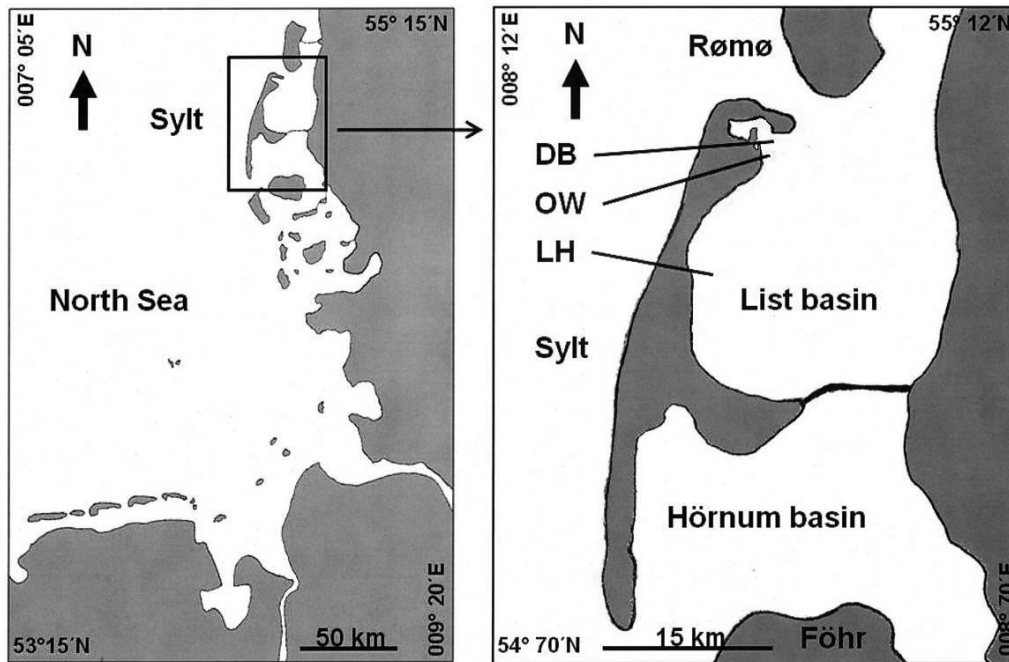 007° 05´ E
55° 15´N
N
Sylt
North Sea
53°15´N
50 km
009° 20´E
008° 12´E
55° 12´N
N
Rømø
DB
OW
LH
List basin
Sylt
Hörnum basin
54° 70´N
15 km
Föhr
008° 70´E